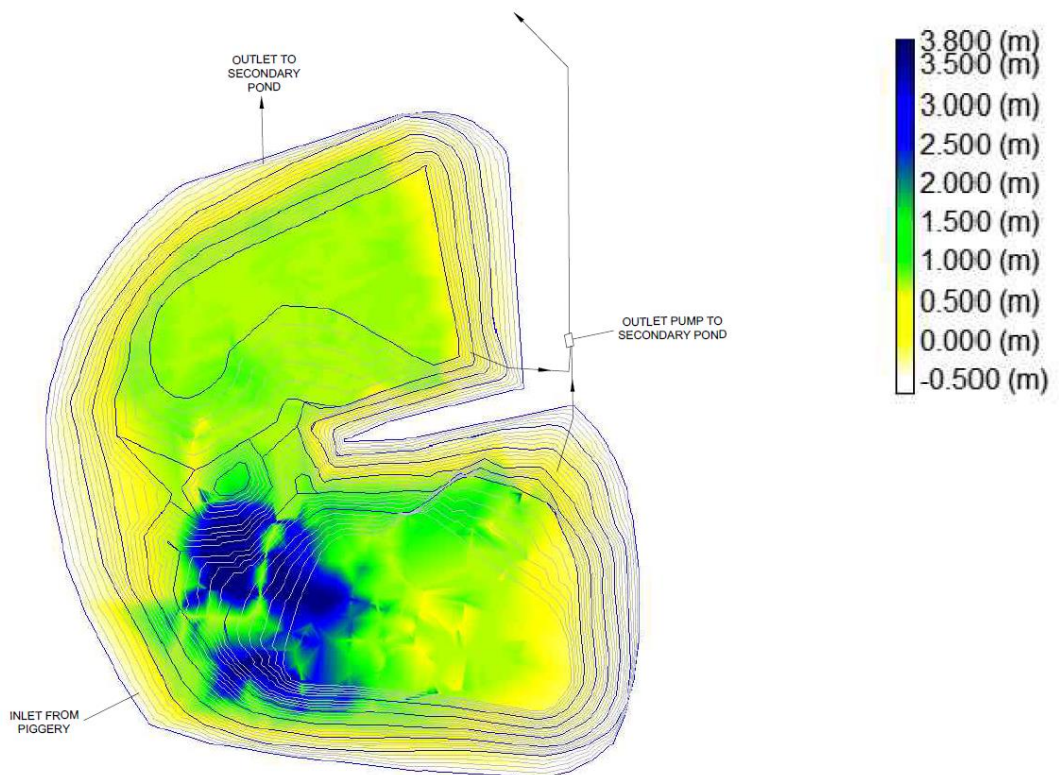 OUTLET TO
SECONDARY
POND
OUTLET PUMP TO
SECONDARY POND
INLET FROM
PIGGERY
3.800 (m)
3.500 (m)
3.000 (m)
2.500 (m)
2.000 (m)
1.500 (m)
1.000 (m)
0.500 (m)
0.000 (m)
-0.500 (m)